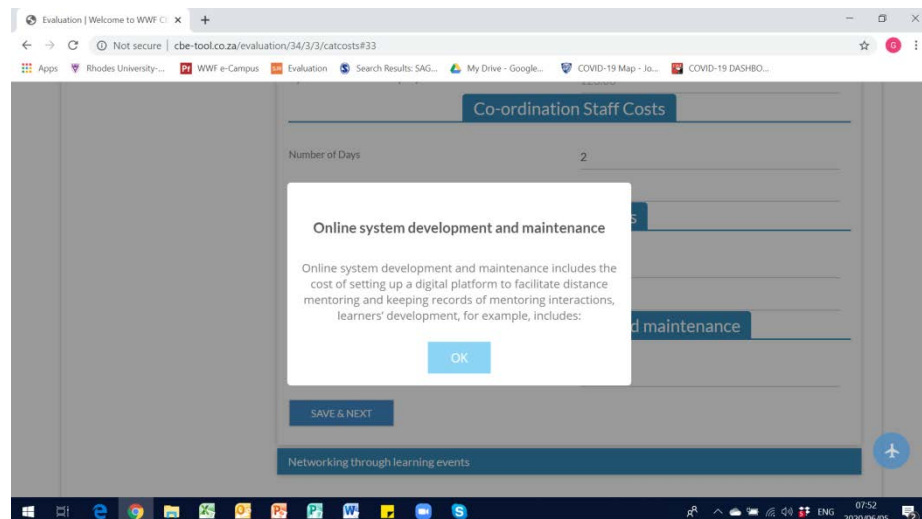 Evaluation | Welcome to WWF C
Not secure | cbe-tool.co.za/evaluation/34/3/3/catcosts#33
G
Apps Rhodes University-... WWF e-Campus Evaluation Search Results: SAG... My Drive - Google... COVID-19 Map - Jo... COVID-19 DASHBO...
Co-ordination Staff Costs
Number of Days 2
Online system development and maintenance
Online system development and maintenance includes the
cost of setting up a digital platform to facilitate distance
mentoring and keeping records of mentoring interactions,
learners' development, for example, includes:
d maintenance
OK
SAVE & NEXT
Networking through learning events
ENG 07:52
2020/06/05